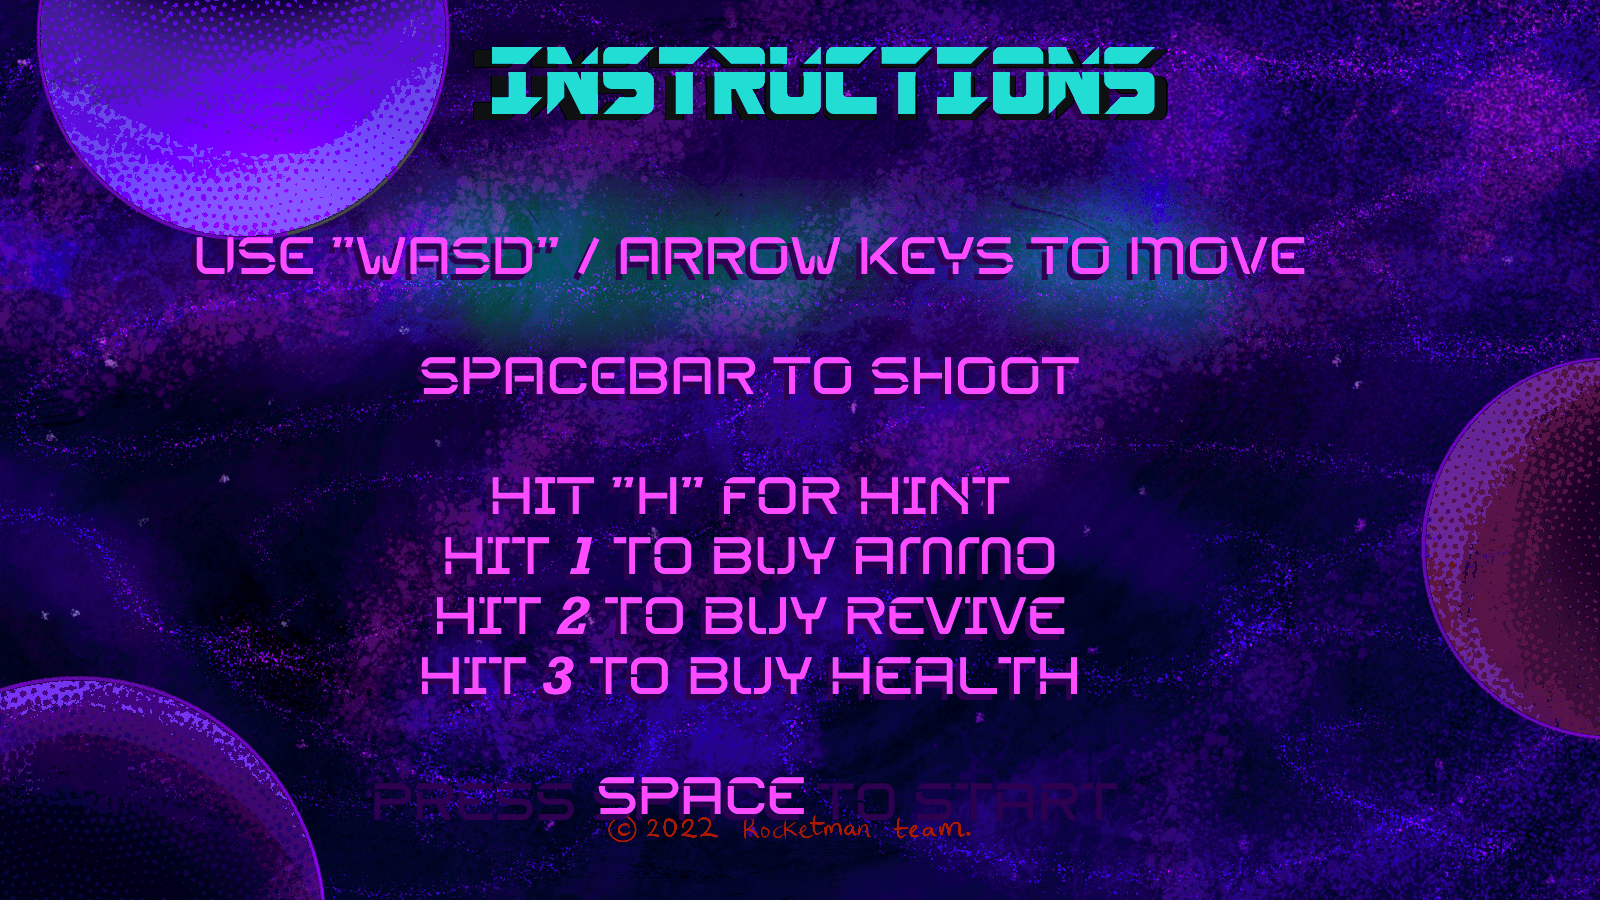 INSTRUCTIONS
USE "WASD" / ARROW KEYS TO MOVE
SPACEBAR TO SHOOT
HIT "H" FOR HINT
HIT 1 TO BUY AMMO
HIT 2 TO BUY REVIVE
HIT 3 TO BUY HEALTH
PRESS SPACE TO START
© 2022 Rocketman team.